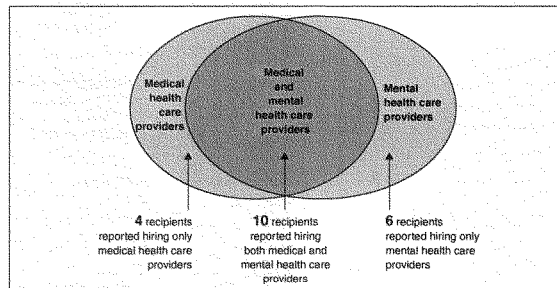 Medical
health
care
providers
Medical
and
mental
health care
providers
Mental
health care
providers
4 recipients
reported hiring only
medical health care
providers
10 recipients
reported hiring
both medical and
mental health care
providers
6 recipients
reported hiring only
mental health care
providers